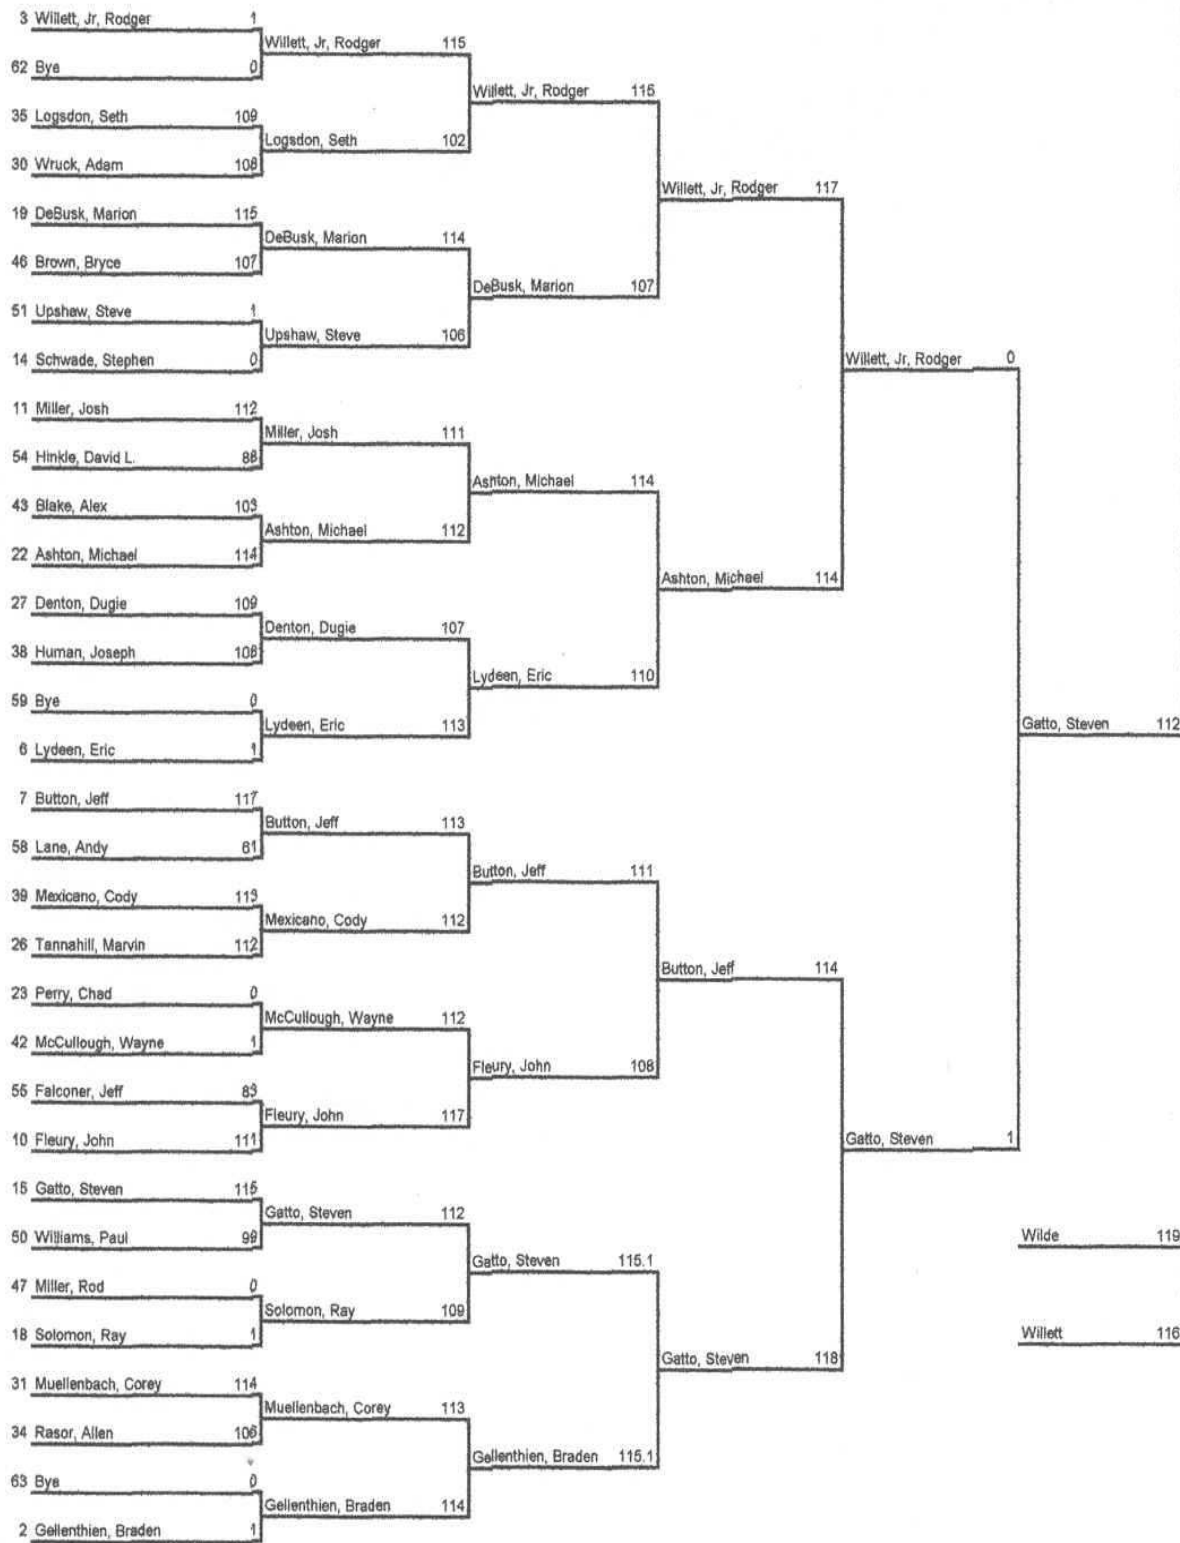 3 Willett, Jr, Rodger 1
Willett, Jr, Rodger 115
62 Bye 0
Willett, Jr, Rodger 115
35 Logsdon, Seth 109
Logsdon, Seth 102
30 Wruck, Adam 108
Willett, Jr, Rodger 117
19 DeBusk, Marion 115
DeBusk, Marion 114
46 Brown, Bryce 107
DeBusk, Marion 107
51 Upshaw, Steve 1
Upshaw, Steve 106
14 Schwade, Stephen 0
Willett, Jr, Rodger 0
11 Miller, Josh 112
Miller, Josh 111
54 Hinkle, David L. 88
Ashton, Michael 114
43 Blake, Alex 103
Ashton, Michael 112
22 Ashton, Michael 114
Ashton, Michael 114
27 Denton, Dugie 109
Denton, Dugie 107
38 Human, Joseph 108
Lydeen, Eric 110
59 Bye 0
Lydeen, Eric 113
Gatto, Steven 112
6 Lydeen, Eric 1
7 Button, Jeff 117
Button, Jeff 113
58 Lane, Andy 61
Button, Jeff 111
39 Mexicano, Cody 113
Mexicano, Cody 112
26 Tannahill, Marvin 112
Button, Jeff 114
23 Perry, Chad 0
McCullough, Wayne 112
42 McCullough, Wayne 1
Fleury, John 108
55 Falconer, Jeff 83
Fleury, John 117
10 Fleury, John 111
Gatto, Steven 1
15 Gatto, Steven 115
Gatto, Steven 112
50 Williams, Paul 99
Wilde 119
Gatto, Steven 115.1
47 Miller, Rod 0
Solomon, Ray 109
18 Solomon, Ray 1
Willett 116
Gatto, Steven 118
31 Muellenbach, Corey 114
Muellenbach, Corey 113
34 Rasor, Allen 106
Gellenthien, Braden 115.1
63 Bye 0
Gellenthien, Braden 114
2 Gellenthien, Braden 1